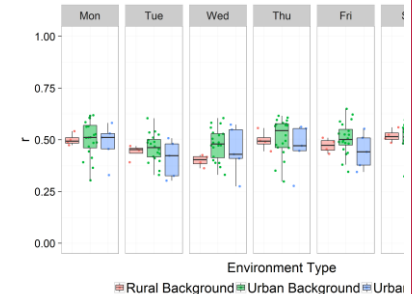 Mon Tue Wed Thu Fri S
1.00
0.75
r
0.50
0.25
0.00
Environment Type
Rural Background Urban Background Urba